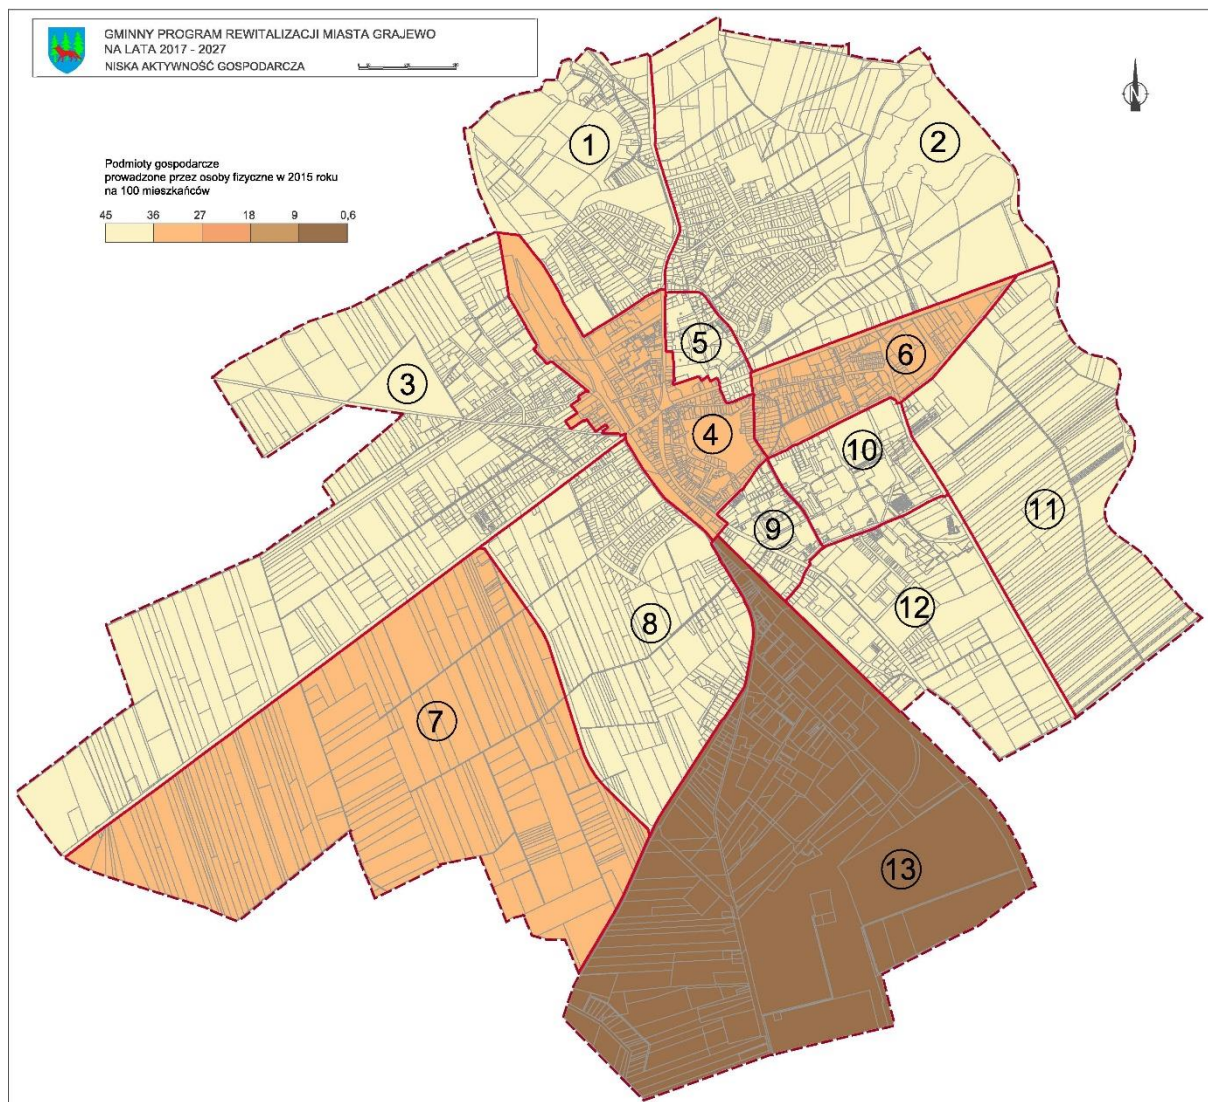 GMINNY PROGRAM REWITALIZACJI MIASTA GRAJEWO
NA LATA 2017 - 2027
NISKA AKTYWNOŚĆ GOSPODARCZA
N
Podmioty gospodarcze
prowadzone przez osoby fizyczne w 2015 roku
na 100 mieszkańców
45 36 27 18 9 0,6
1
2
3
4
5
6
7
8
9
10
11
12
13